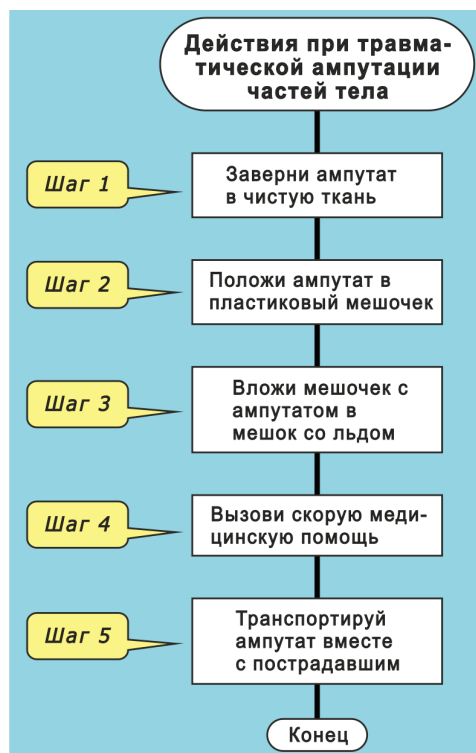 Действия при травма-
тической ампутации
частей тела
Шаг 1
Заверни ампутат
в чистую ткань
Шаг 2
Положи ампутат в
пластиковый мешочек
Шаг 3
Вложи мешочек с
ампутатом в
мешок со льдом
Шаг 4
Вызови скорую меди-
цинскую помощь
Шаг 5
Транспортируй
ампутат вместе
с пострадавшим
Конец